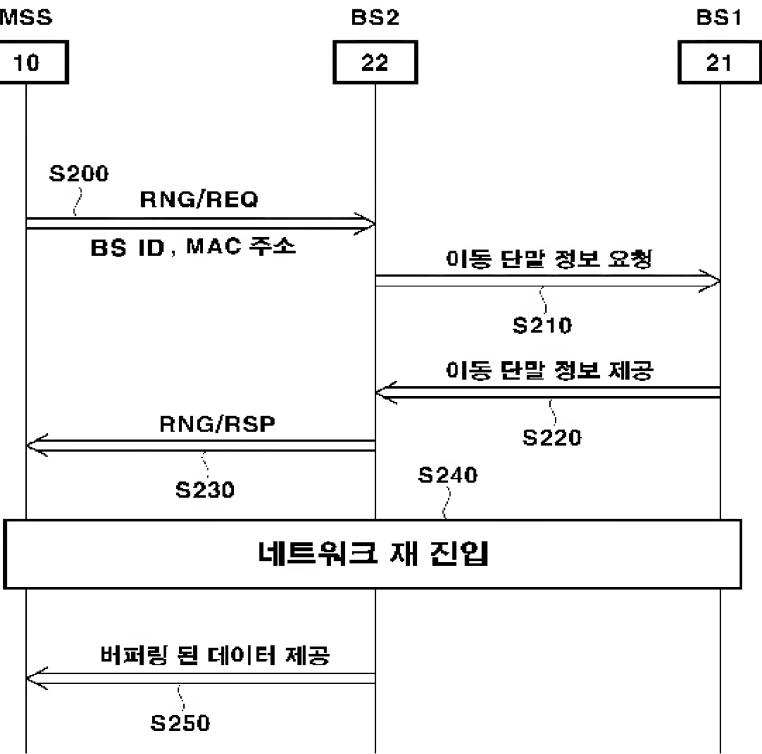 MSS BS2 BS1
10 22 21
S200
RNG/REQ
BS ID, MAC 주소
이동 단말 정보 요청
S210
이동 단말 정보 제공
S220
RNG/RSP
S230
S240
네트워크 재 진입
버퍼링 된 데이터 제공
S250